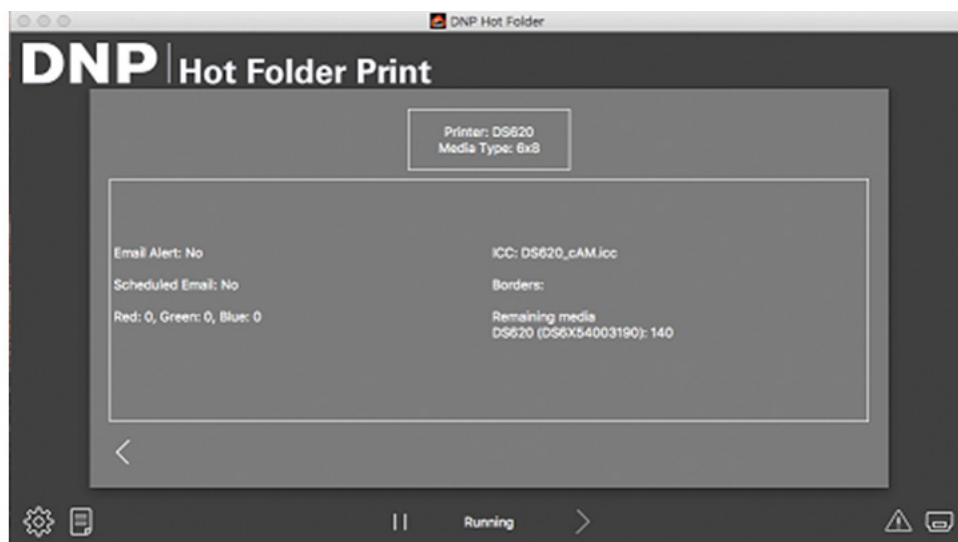 DNP Hot Folder
DNP Hot Folder Print
Printer: DS620
Media Type: 6x8
Email Alert: No
Scheduled Email: No
Red: 0, Green: 0, Blue: 0
ICC: DS620_cAM.icc
Borders:
Remaining media
DS620 (DS6X54003190): 140
Running